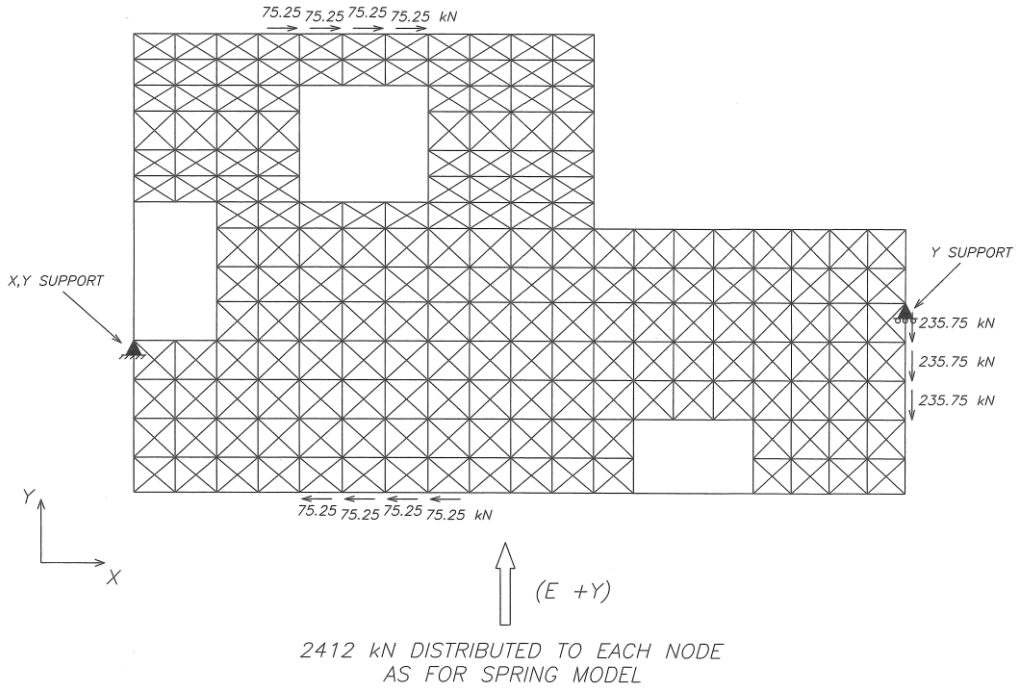 75.25 75.25 75.25 75.25 kN
X,Y SUPPORT
Y SUPPORT
235.75 kN
235.75 kN
235.75 kN
75.25 75.25 75.25 75.25 kN
Y
X
(E +Y)
2412 kN DISTRIBUTED TO EACH NODE
AS FOR SPRING MODEL